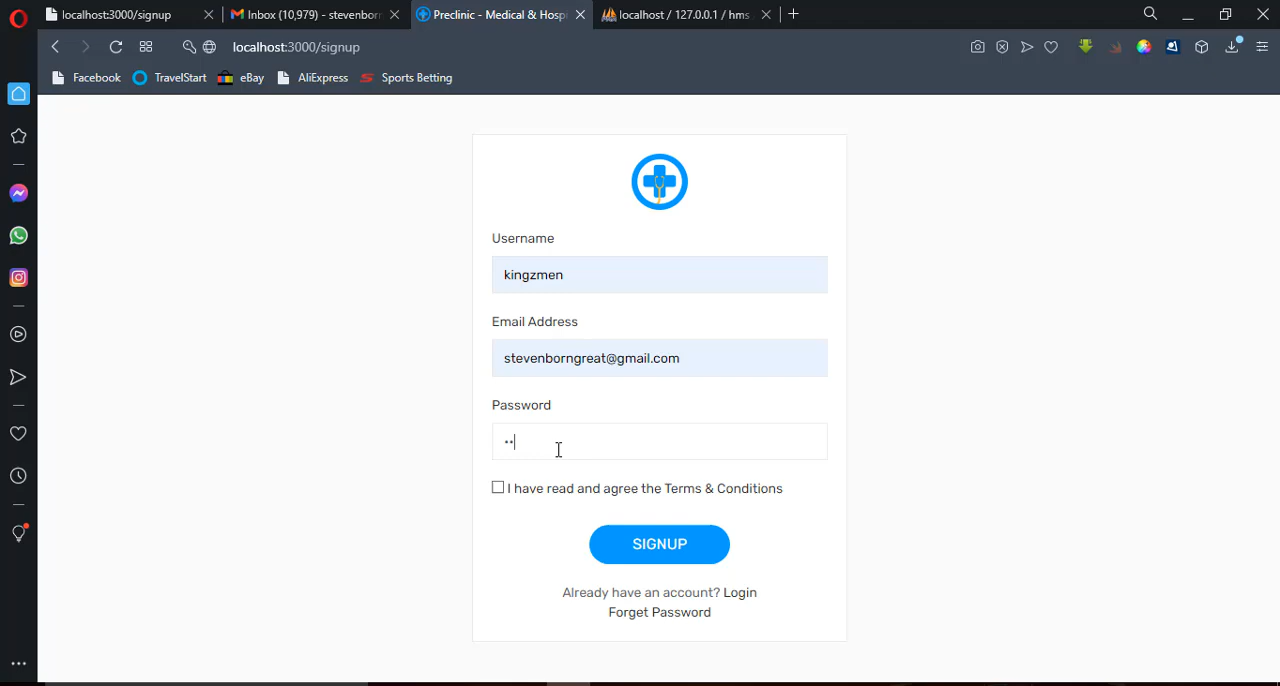 localhost:3000/signup
Inbox (10,979) - stevenborn
Preclinic - Medical & Hospi
localhost / 127.0.0.1 / hms
localhost:3000/signup
Facebook TravelStart eBay AliExpress Sports Betting
Username
kingzmen
Email Address
stevenborngreat@gmail.com
Password
••
I have read and agree the Terms & Conditions
SIGNUP
Already have an account? Login
Forget Password